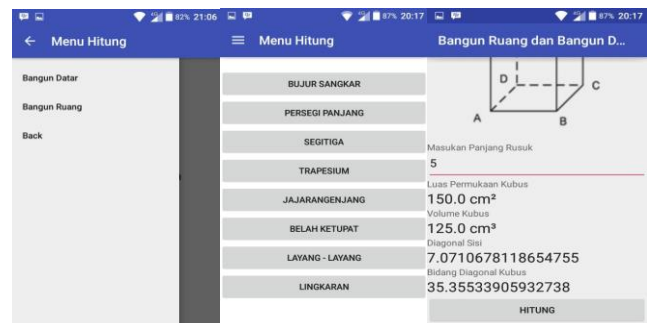 82% 21:06
← Menu Hitung
Bangun Datar
Bangun Ruang
Back
87% 20:17
Menu Hitung
BUJUR SANGKAR
PERSEGI PANJANG
SEGITIGA
TRAPESIUM
JAJARANGENJANG
BELAH KETUPAT
LAYANG - LAYANG
LINGKARAN
87% 20:17
Bangun Ruang dan Bangun D...
D
C
A
B
Masukan Panjang Rusuk
5
Luas Permukaan Kubus
150.0 cm²
Volume Kubus
125.0 cm³
Diagonal Sisi
7.0710678118654755
Bidang Diagonal Kubus
35.35533905932738
HITUNG